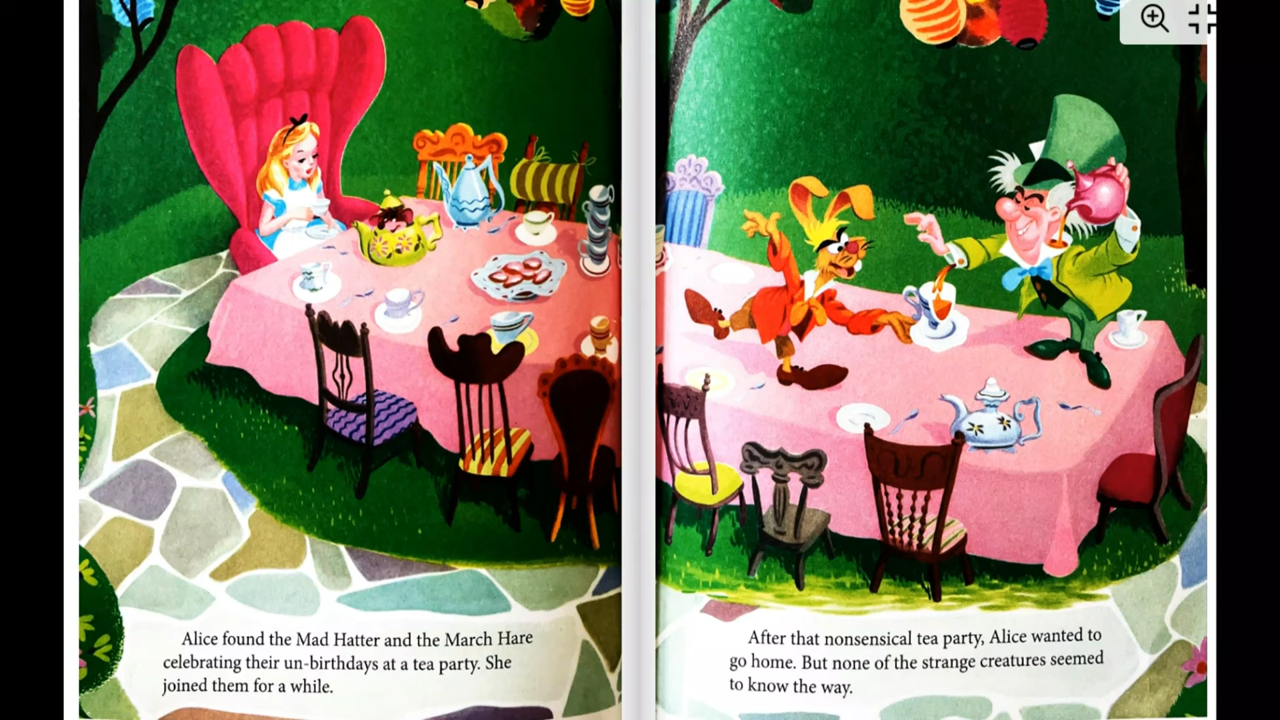 Alice found the Mad Hatter and the March Hare
celebrating their un-birthdays at a tea party. She
joined them for a while.
After that nonsensical tea party, Alice wanted to
go home. But none of the strange creatures seemed
to know the way.